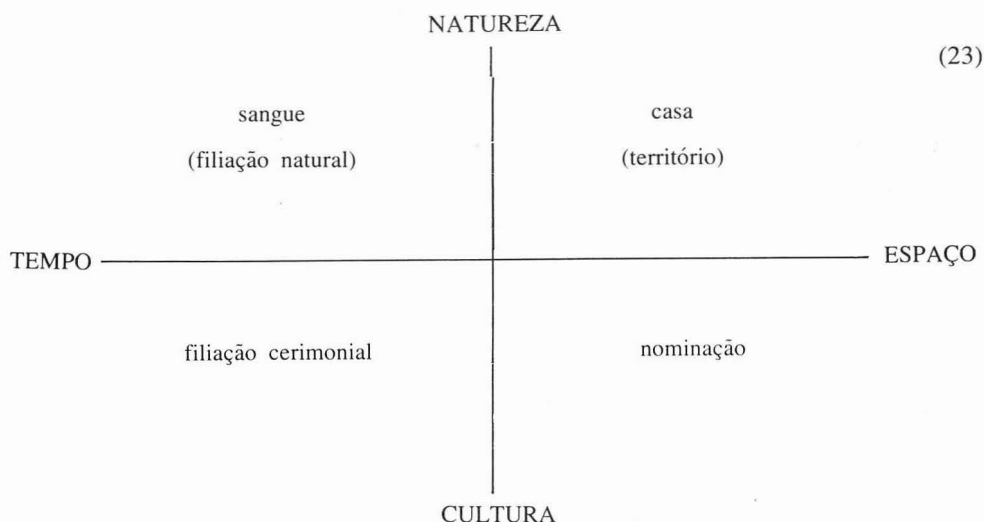 NATUREZA
(23)
sangue
casa
(filiação natural)
(território)
TEMPO
ESPAÇO
filiação cerimonial
nominação
CULTURA